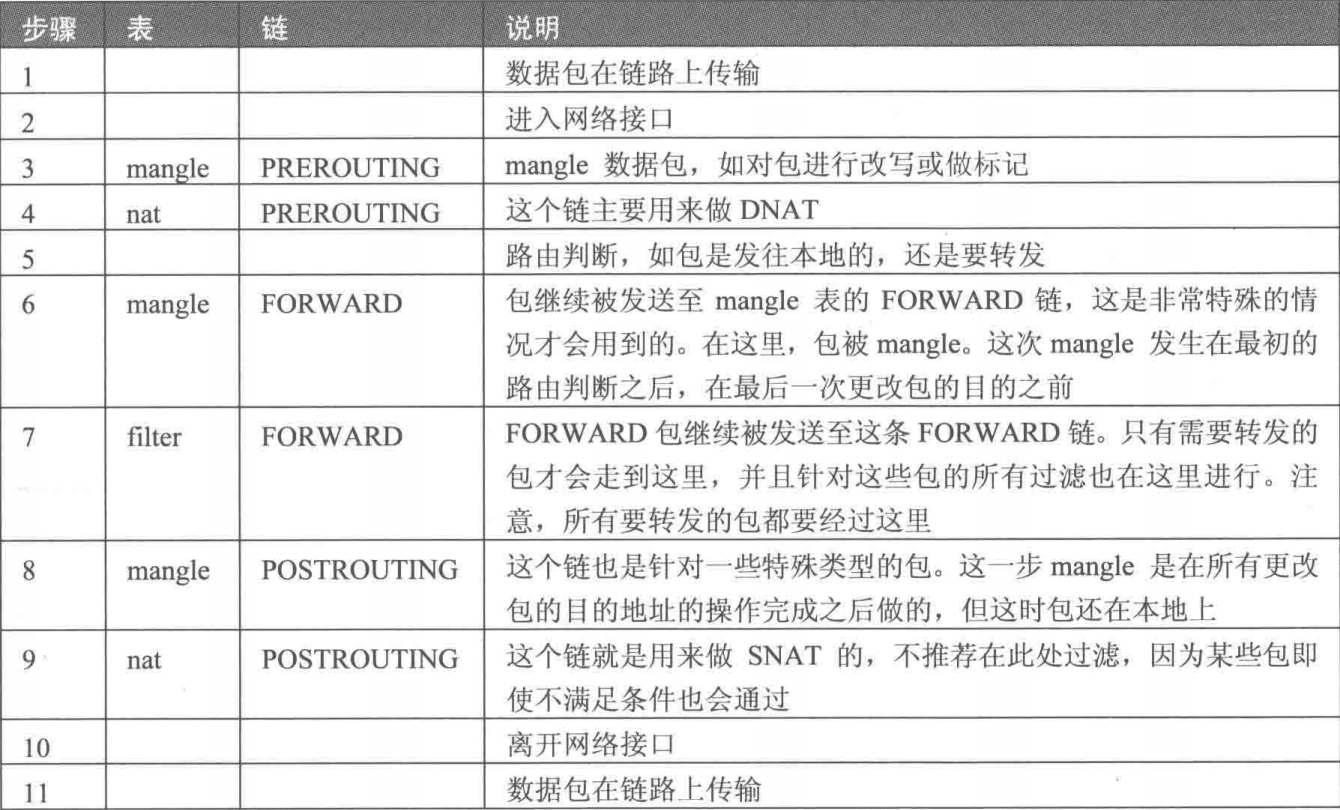 步骤 表 链 说明
1 数据包在链路上传输
2 进入网络接口
3 mangle PREROUTING mangle 数据包，如对包进行改写或做标记
4 nat PREROUTING 这个链主要用来做 DNAT
5 路由判断，如包是发往本地的，还是要转发
6 mangle FORWARD 包继续被发送至 mangle 表的 FORWARD 链，这是非常特殊的情
况才会用到的。在这里，包被 mangle。这次 mangle 发生在最初的
路由判断之后，在最后一次更改包的目的之前
7 filter FORWARD FORWARD 包继续被发送至这条 FORWARD 链。只有需要转发的
包才会走到这里，并且针对这些包的所有过滤也在这里进行。注
意，所有要转发的包都要经过这里
8 mangle POSTROUTING 这个链也是针对一些特殊类型的包。这一步 mangle 是在所有更改
包的目的地址的操作完成之后做的，但这时包还在本地上
9 nat POSTROUTING 这个链就是用来做 SNAT 的，不推荐在此处过滤，因为某些包即
使不满足条件也会通过
10 离开网络接口
11 数据包在链路上传输